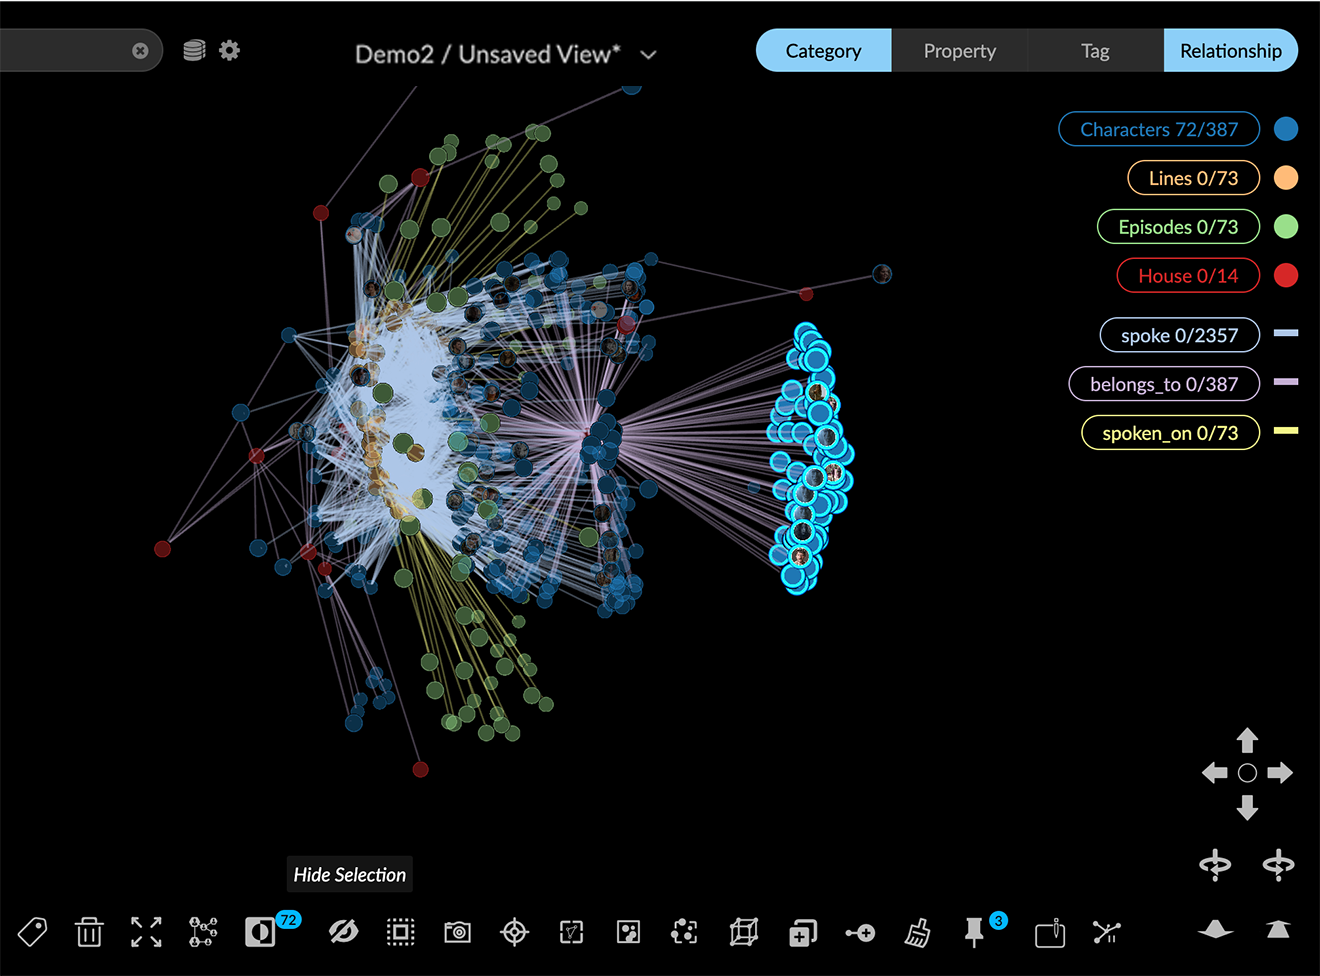 Demo2 / Unsaved View*
Category Property Tag Relationship
Characters 72/387
Lines 0/73
Episodes 0/73
House 0/14
spoke 0/2357
belongs_to 0/387
spoken_on 0/73
Hide Selection
72
3